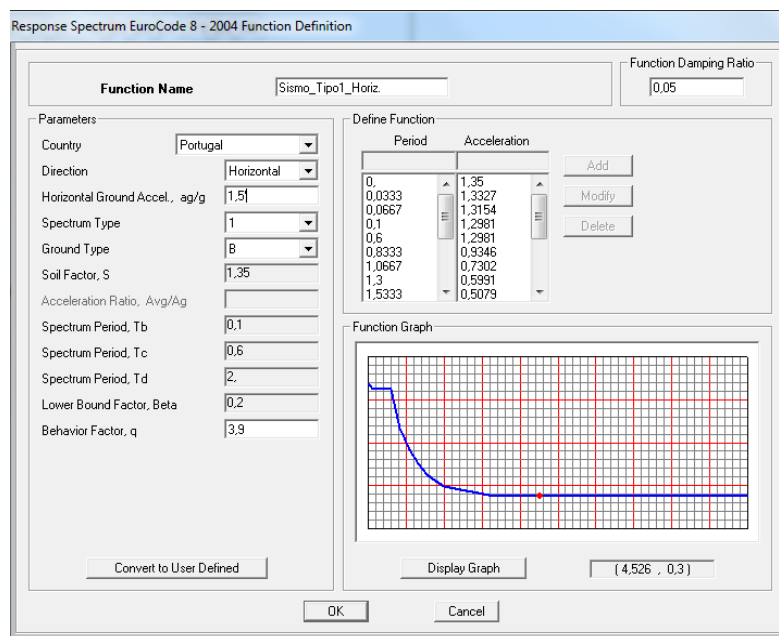 Response Spectrum EuroCode 8 - 2004 Function Definition
Function Name
Sismo_Tipo1_Horiz.
Function Damping Ratio
0,05
Parameters
Country Portugal
Direction Horizontal
Horizontal Ground Accel., ag/g 1,5
Spectrum Type 1
Ground Type B
Soil Factor, S 1,35
Acceleration Ratio, Avg/Ag
Spectrum Period, Tb 0,1
Spectrum Period, Tc 0,6
Spectrum Period, Td 2,
Lower Bound Factor, Beta 0,2
Behavior Factor, q 3,9
Convert to User Defined
Define Function
Period Acceleration
0, 1,35
0,0333 1,3327
0,0667 1,3154
0,1 1,2981
0,6 1,2981
0,8333 0,9346
1,0667 0,7302
1,3 0,5991
1,5333 0,5079
Add
Modify
Delete
Function Graph
Display Graph
( 4,526 , 0,3 )
OK
Cancel